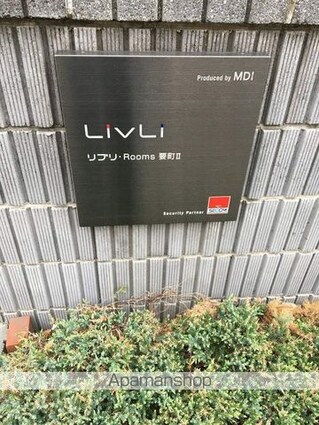 Produced by MDI
LivLi
リブリ・Rooms 要町II
Security Partner
Apamanshop